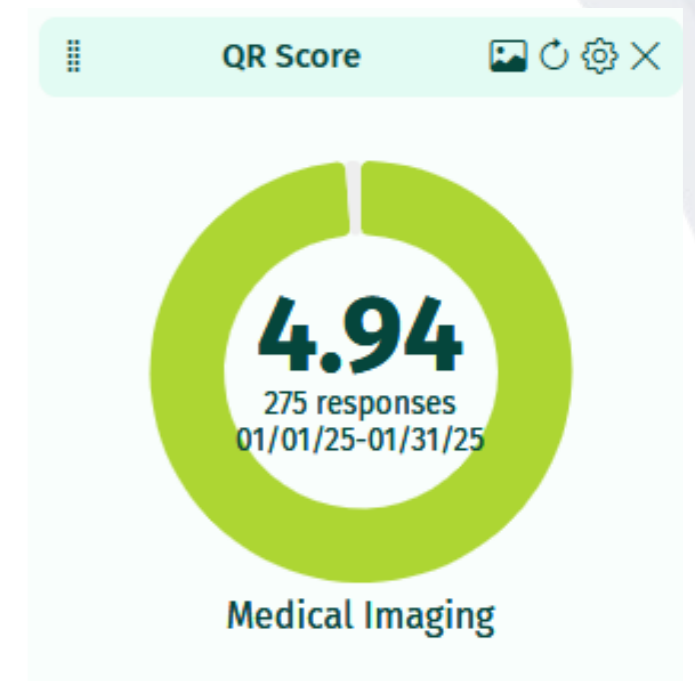 QR Score
4.94
275 responses
01/01/25-01/31/25
Medical Imaging